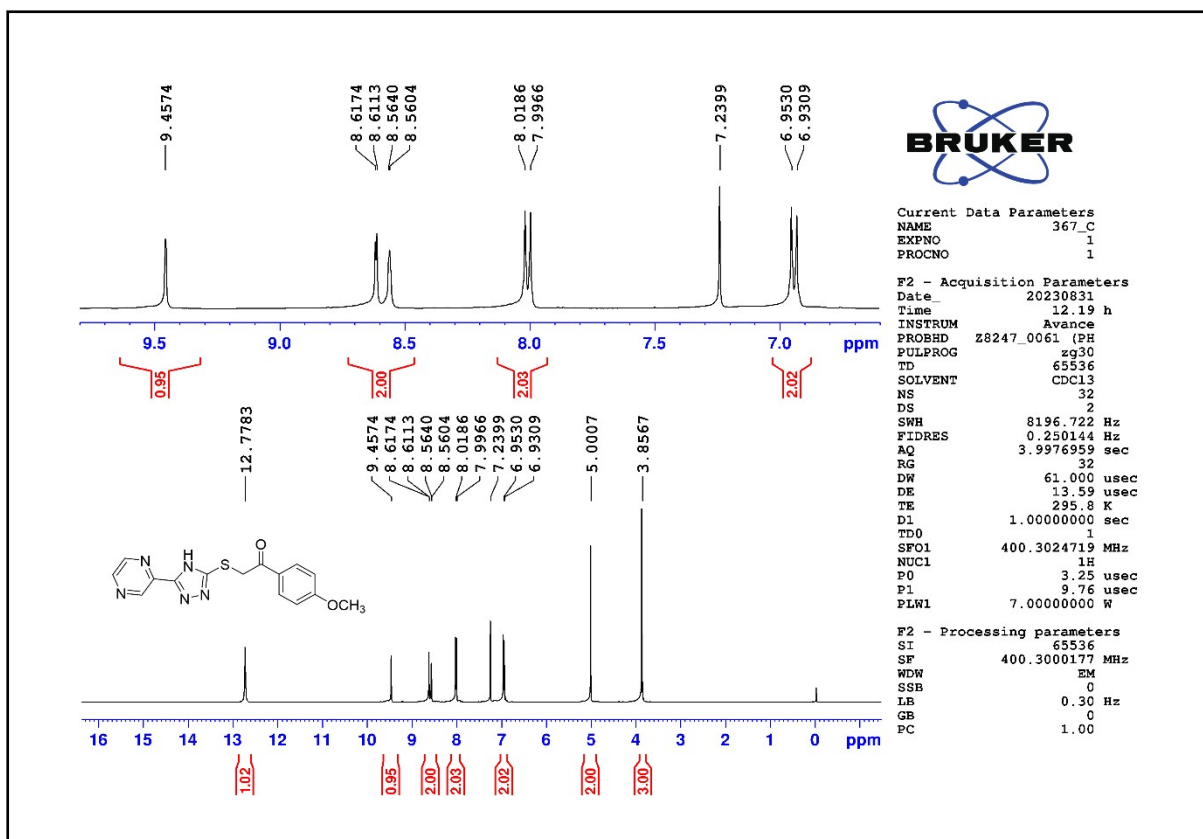 9.4574
8.6174
8.6113
8.5640
8.5604
8.0186
7.9966
7.2399
6.9530
6.9309
9.5 9.0 8.5 8.0 7.5 7.0 ppm
0.95
2.00
2.03
2.02
12.7783
9.4574
8.6174
8.6113
8.5640
8.5604
8.0186
7.9966
7.2399
6.9530
6.9309
5.0007
3.8567
N
N
H
N
N N
S
O
OCH3
16 15 14 13 12 11 10 9 8 7 6 5 4 3 2 1 0 ppm
1.02
0.95
2.00
2.03
2.02
2.00
3.00
BRUKER
Current Data Parameters
NAME 367_C
EXPNO 1
PROCNO 1
F2 - Acquisition Parameters
Date_ 20230831
Time 12.19 h
INSTRUM Avance
PROBHD Z8247_0061 (PH
PULPROG zg30
TD 65536
SOLVENT CDCl3
NS 32
DS 2
SWH 8196.722 Hz
FIDRES 0.250144 Hz
AQ 3.9976959 sec
RG 32
DW 61.000 usec
DE 13.59 usec
TE 295.8 K
D1 1.00000000 sec
TD0 1
SFO1 400.3024719 MHz
NUC1 1H
P0 3.25 usec
P1 9.76 usec
PLW1 7.00000000 W
F2 - Processing parameters
SI 65536
SF 400.3000177 MHz
WDW EM
SSB 0
LB 0.30 Hz
GB 0
PC 1.00